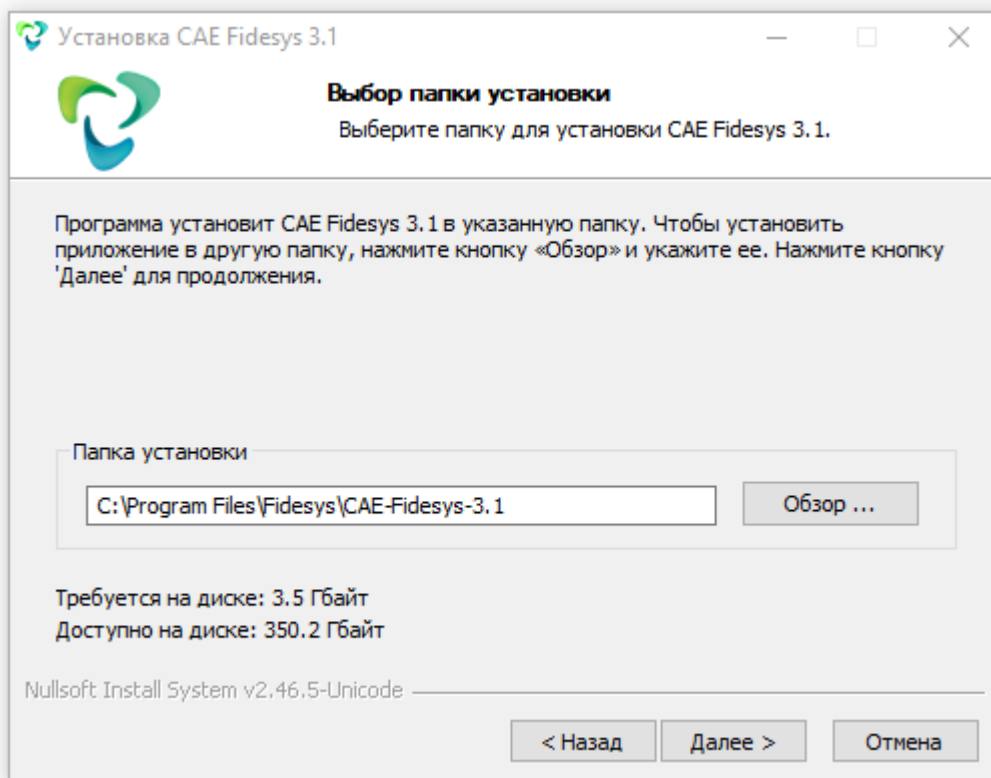 Установка CAE Fidesys 3.1
Выбор папки установки
Выберите папку для установки CAE Fidesys 3.1.
Программа установит CAE Fidesys 3.1 в указанную папку. Чтобы установить
приложение в другую папку, нажмите кнопку «Обзор» и укажите ее. Нажмите кнопку
'Далее' для продолжения.
Папка установки
C:\Program Files\Fidesys\CAE-Fidesys-3.1
Обзор ...
Требуется на диске: 3.5 Гбайт
Доступно на диске: 350.2 Гбайт
Nullsoft Install System v2.46.5-Unicode
< Назад
Далее >
Отмена